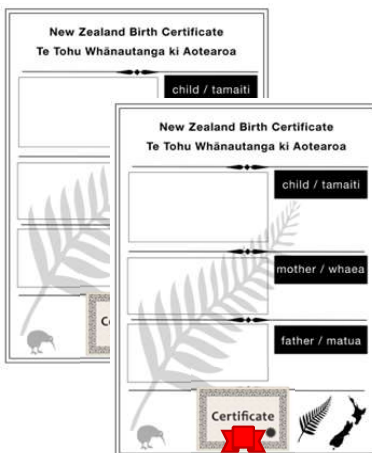 New Zealand Birth Certificate
Te Tohu Whānautanga ki Aotearoa
child / tamaiti
New Zealand Birth Certificate
Te Tohu Whānautanga ki Aotearoa
child / tamaiti
mother / whaea
father / matua
Certificate